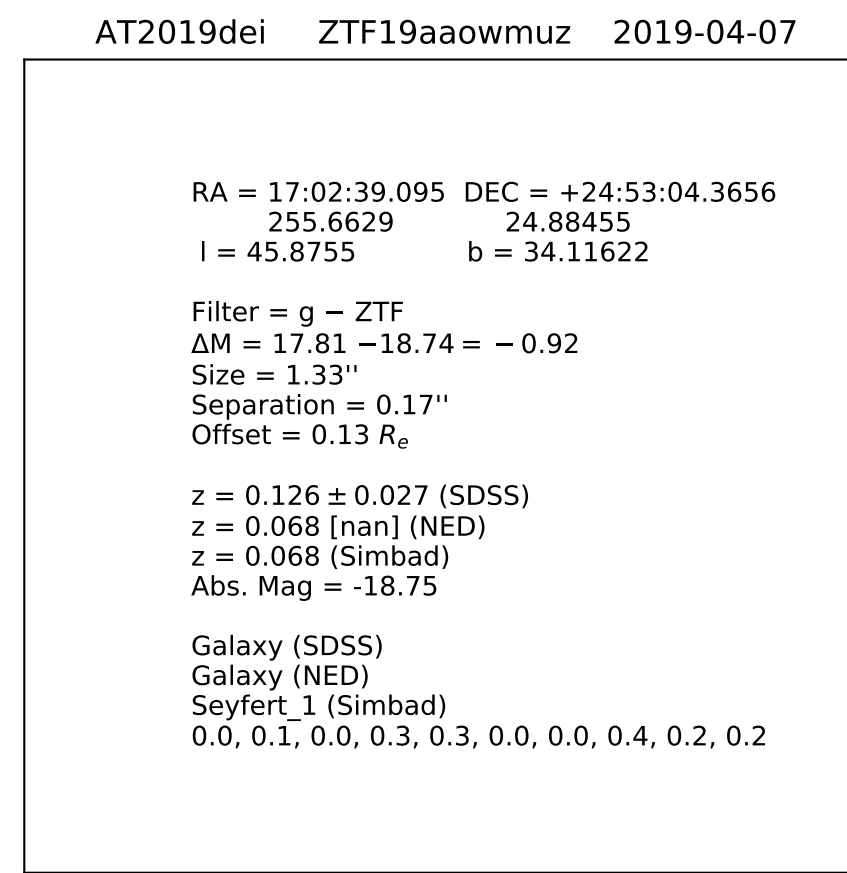 AT2019dei ZTF19aaowmuz 2019-04-07
RA = 17:02:39.095 DEC = +24:53:04.3656
255.6629 24.88455
l = 45.8755 b = 34.11622
Filter = g − ZTF
ΔM = 17.81 −18.74 = − 0.92
Size = 1.33''
Separation = 0.17''
Offset = 0.13 Rₑ
z = 0.126 ± 0.027 (SDSS)
z = 0.068 [nan] (NED)
z = 0.068 (Simbad)
Abs. Mag = -18.75
Galaxy (SDSS)
Galaxy (NED)
Seyfert_1 (Simbad)
0.0, 0.1, 0.0, 0.3, 0.3, 0.0, 0.0, 0.4, 0.2, 0.2